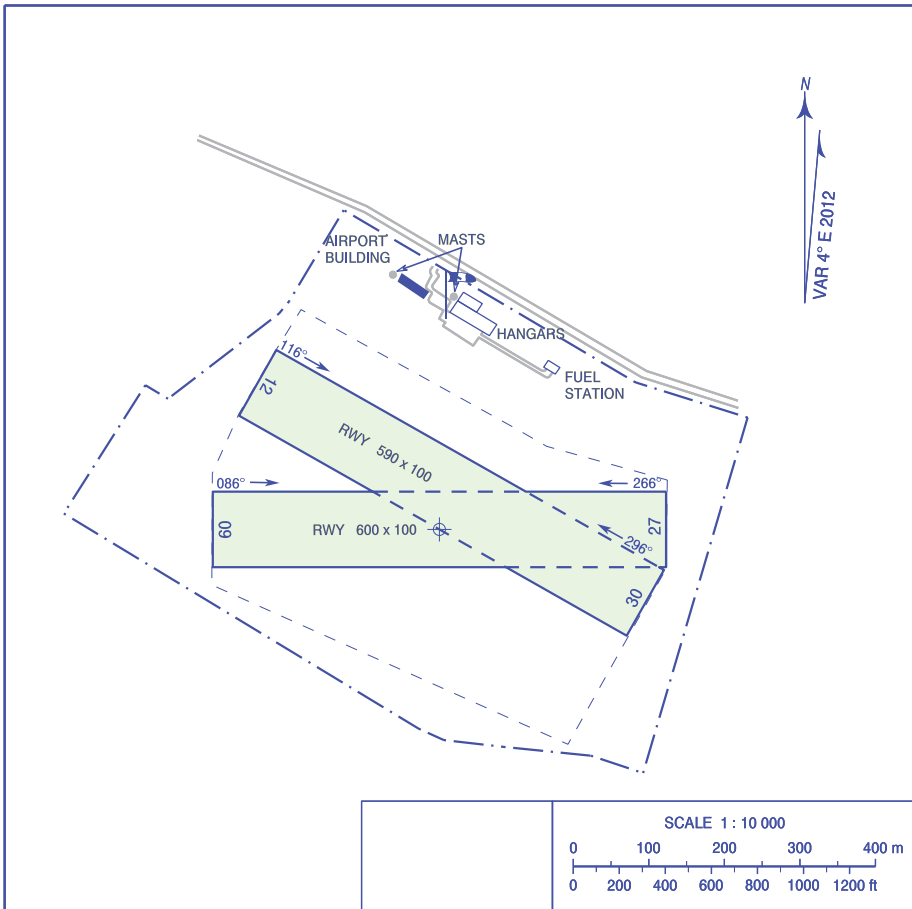 N
VAR 4° E 2012
AIRPORT
BUILDING
MASTS
HANGARS
FUEL
STATION
116°
12
RWY 590 x 100
086°
266°
09
RWY 600 x 100
27
296°
30
SCALE 1 : 10 000
0 100 200 300 400 m
0 200 400 600 800 1000 1200 ft